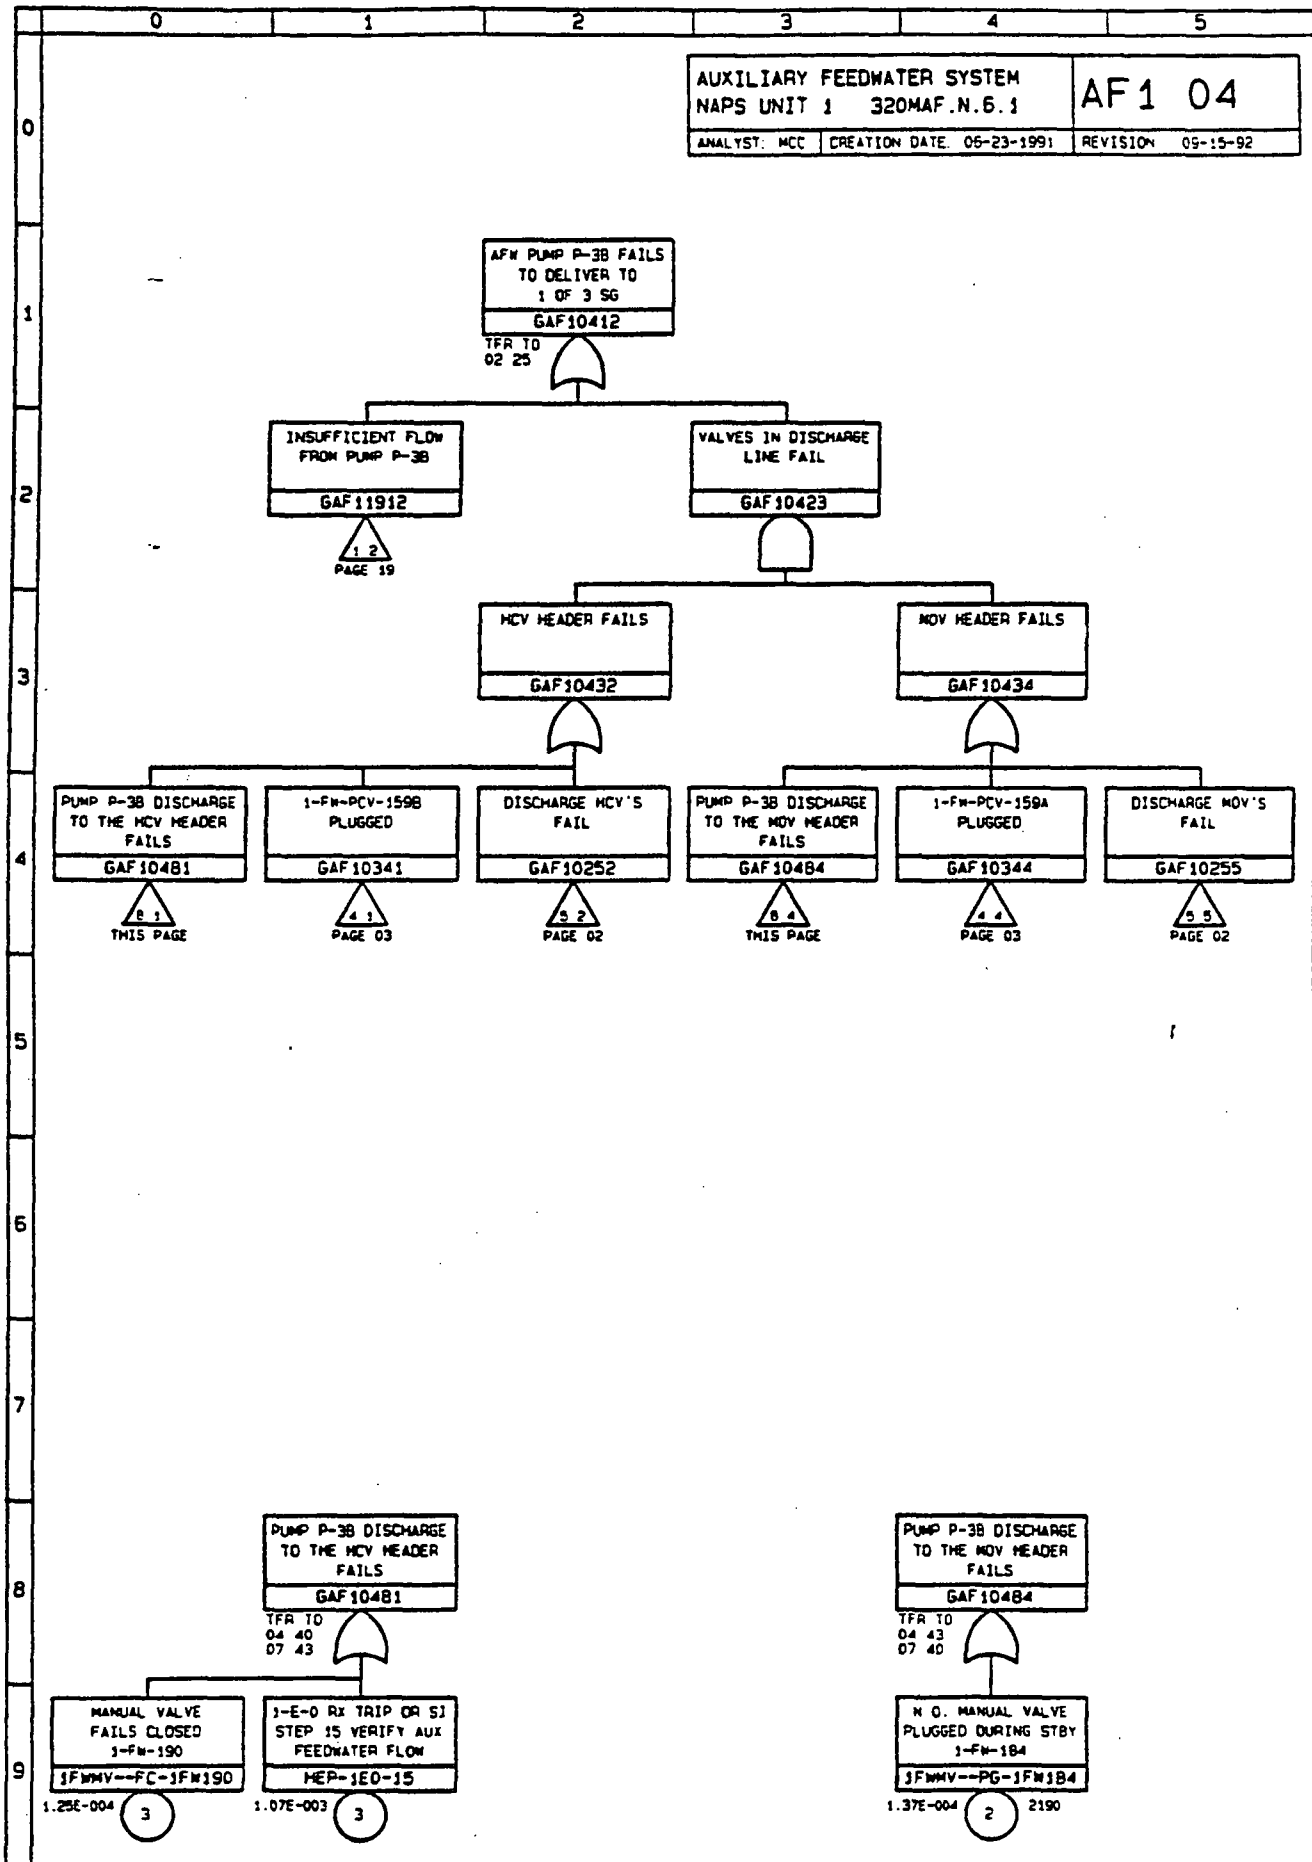 0 1 2 3 4 5
AUXILIARY FEEDWATER SYSTEM
NAPS UNIT 1 320MAF.N.6.1
AF1 04
ANALYST: MCC
CREATION DATE. 06-23-1991
REVISION 09-15-92
0
AFW PUMP P-3B FAILS
TO DELIVER TO
1 OF 3 SG
GAF10412
TFR TO
02 25
1
INSUFFICIENT FLOW
FROM PUMP P-3B
GAF11912
1 2
PAGE 19
VALVES IN DISCHARGE
LINE FAIL
GAF10423
2
HCV HEADER FAILS
GAF10432
MOV HEADER FAILS
GAF10434
3
PUMP P-3B DISCHARGE
TO THE HCV HEADER
FAILS
GAF10481
8 1
THIS PAGE
1-FW-PCV-159B
PLUGGED
GAF10341
4 1
PAGE 03
DISCHARGE HCV'S
FAIL
GAF10252
5 2
PAGE 02
PUMP P-3B DISCHARGE
TO THE MOV HEADER
FAILS
GAF10484
8 4
THIS PAGE
1-FW-PCV-159A
PLUGGED
GAF10344
4 4
PAGE 03
DISCHARGE MOV'S
FAIL
GAF10255
5 5
PAGE 02
4
5
6
7
PUMP P-3B DISCHARGE
TO THE HCV HEADER
FAILS
GAF10481
TFR TO
04 40
07 43
PUMP P-3B DISCHARGE
TO THE MOV HEADER
FAILS
GAF10484
TFR TO
04 43
07 40
8
MANUAL VALVE
FAILS CLOSED
1-FW-190
1FWMV--FC-1FW190
1.25E-004
3
1-E-0 RX TRIP OR SI
STEP 15 VERIFY AUX
FEEDWATER FLOW
HEP-1E0-15
1.07E-003
3
N O. MANUAL VALVE
PLUGGED DURING STBY
1-FW-184
1FWMV--PG-1FW184
1.37E-004
2
2190
9